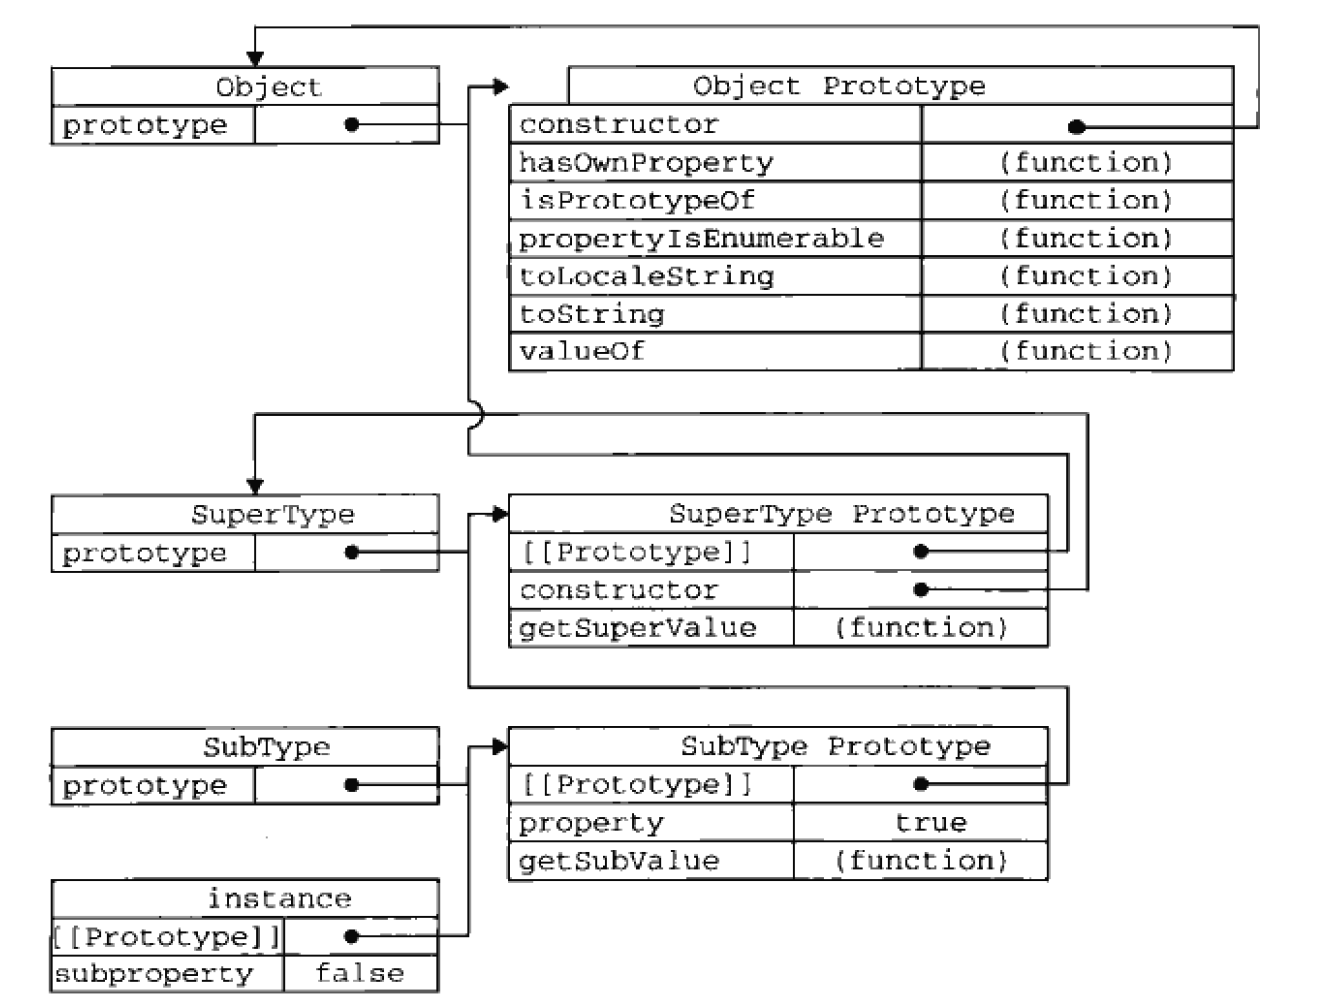 Object
prototype
Object Prototype
constructor
hasOwnProperty (function)
isPrototypeOf (function)
propertyIsEnumerable (function)
toLocaleString (function)
toString (function)
valueOf (function)
SuperType
prototype
SuperType Prototype
[[Prototype]]
constructor
getSuperValue (function)
SubType
prototype
SubType Prototype
[[Prototype]]
property true
getSubValue (function)
instance
[[Prototype]]
subproperty false